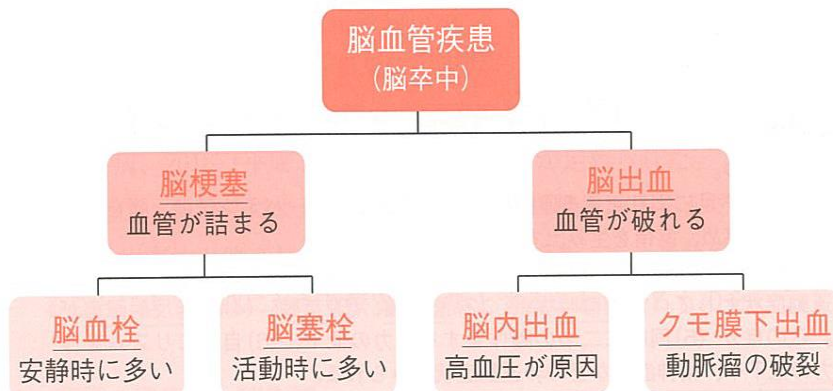 脳血管疾患
(脳卒中)
脳梗塞
血管が詰まる
脳出血
血管が破れる
脳血栓
安静時に多い
脳塞栓
活動時に多い
脳内出血
高血圧が原因
クモ膜下出血
動脈瘤の破裂